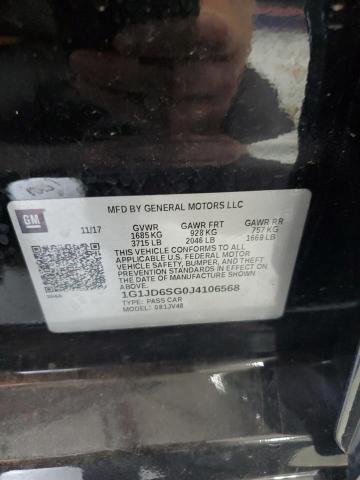 MFD BY GENERAL MOTORS LLC
GM
11/17 GVWR GAWR FRT GAWR RR
1685 KG 928 KG 757 KG
3715 LB 2046 LB 1669 LB
THIS VEHICLE CONFORMS TO ALL
APPLICABLE U.S. FEDERAL MOTOR
VEHICLE SAFETY, BUMPER, AND THEFT
PREVENTION STANDARDS IN EFFECT ON
THE DATE OF MANUFACTURE SHOWN
ABOVE.
1G1JD6SG0J4106568
TYPE: PASS CAR
MODEL: 0R1JV48